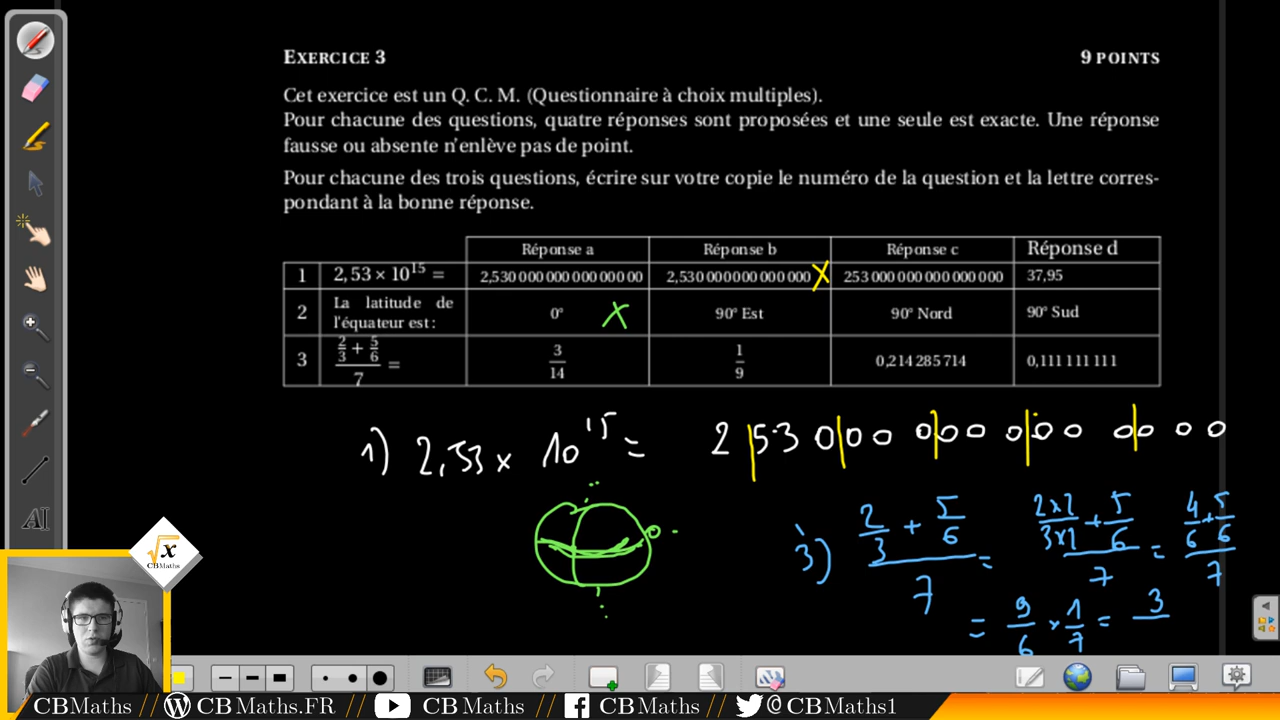 EXERCICE 3 9 POINTS
Cet exercice est un Q. C. M. (Questionnaire à choix multiples).
Pour chacune des questions, quatre réponses sont proposées et une seule est exacte. Une réponse
fausse ou absente n'enlève pas de point.
Pour chacune des trois questions, écrire sur votre copie le numéro de la question et la lettre corres-
pondant à la bonne réponse.
Réponse a Réponse b Réponse c Réponse d
1 2,53 × 10^15 = 2,530 000 000 000 000 00 2,530 000 000 000 000 X 253 000 000 000 000 000 37,95
2 La latitude de l'équateur est : 0° X 90° Est 90° Nord 90° Sud
3 (2/3 + 5/6)/7 = 3/14 1/9 0,214 285 714 0,111 111 111
1) 2,53 × 10^15 = 2 530 000 000 000 000
3) (2/3 + 5/6)/7 = ((2×2)/(3×2) + 5/6)/7 = (4/6 + 5/6)/7
= 9/6 × 1/7 = 3
AI
√x
CBMaths
CBMaths // CBMaths.FR // CBMaths // CBMaths // @CBMaths1